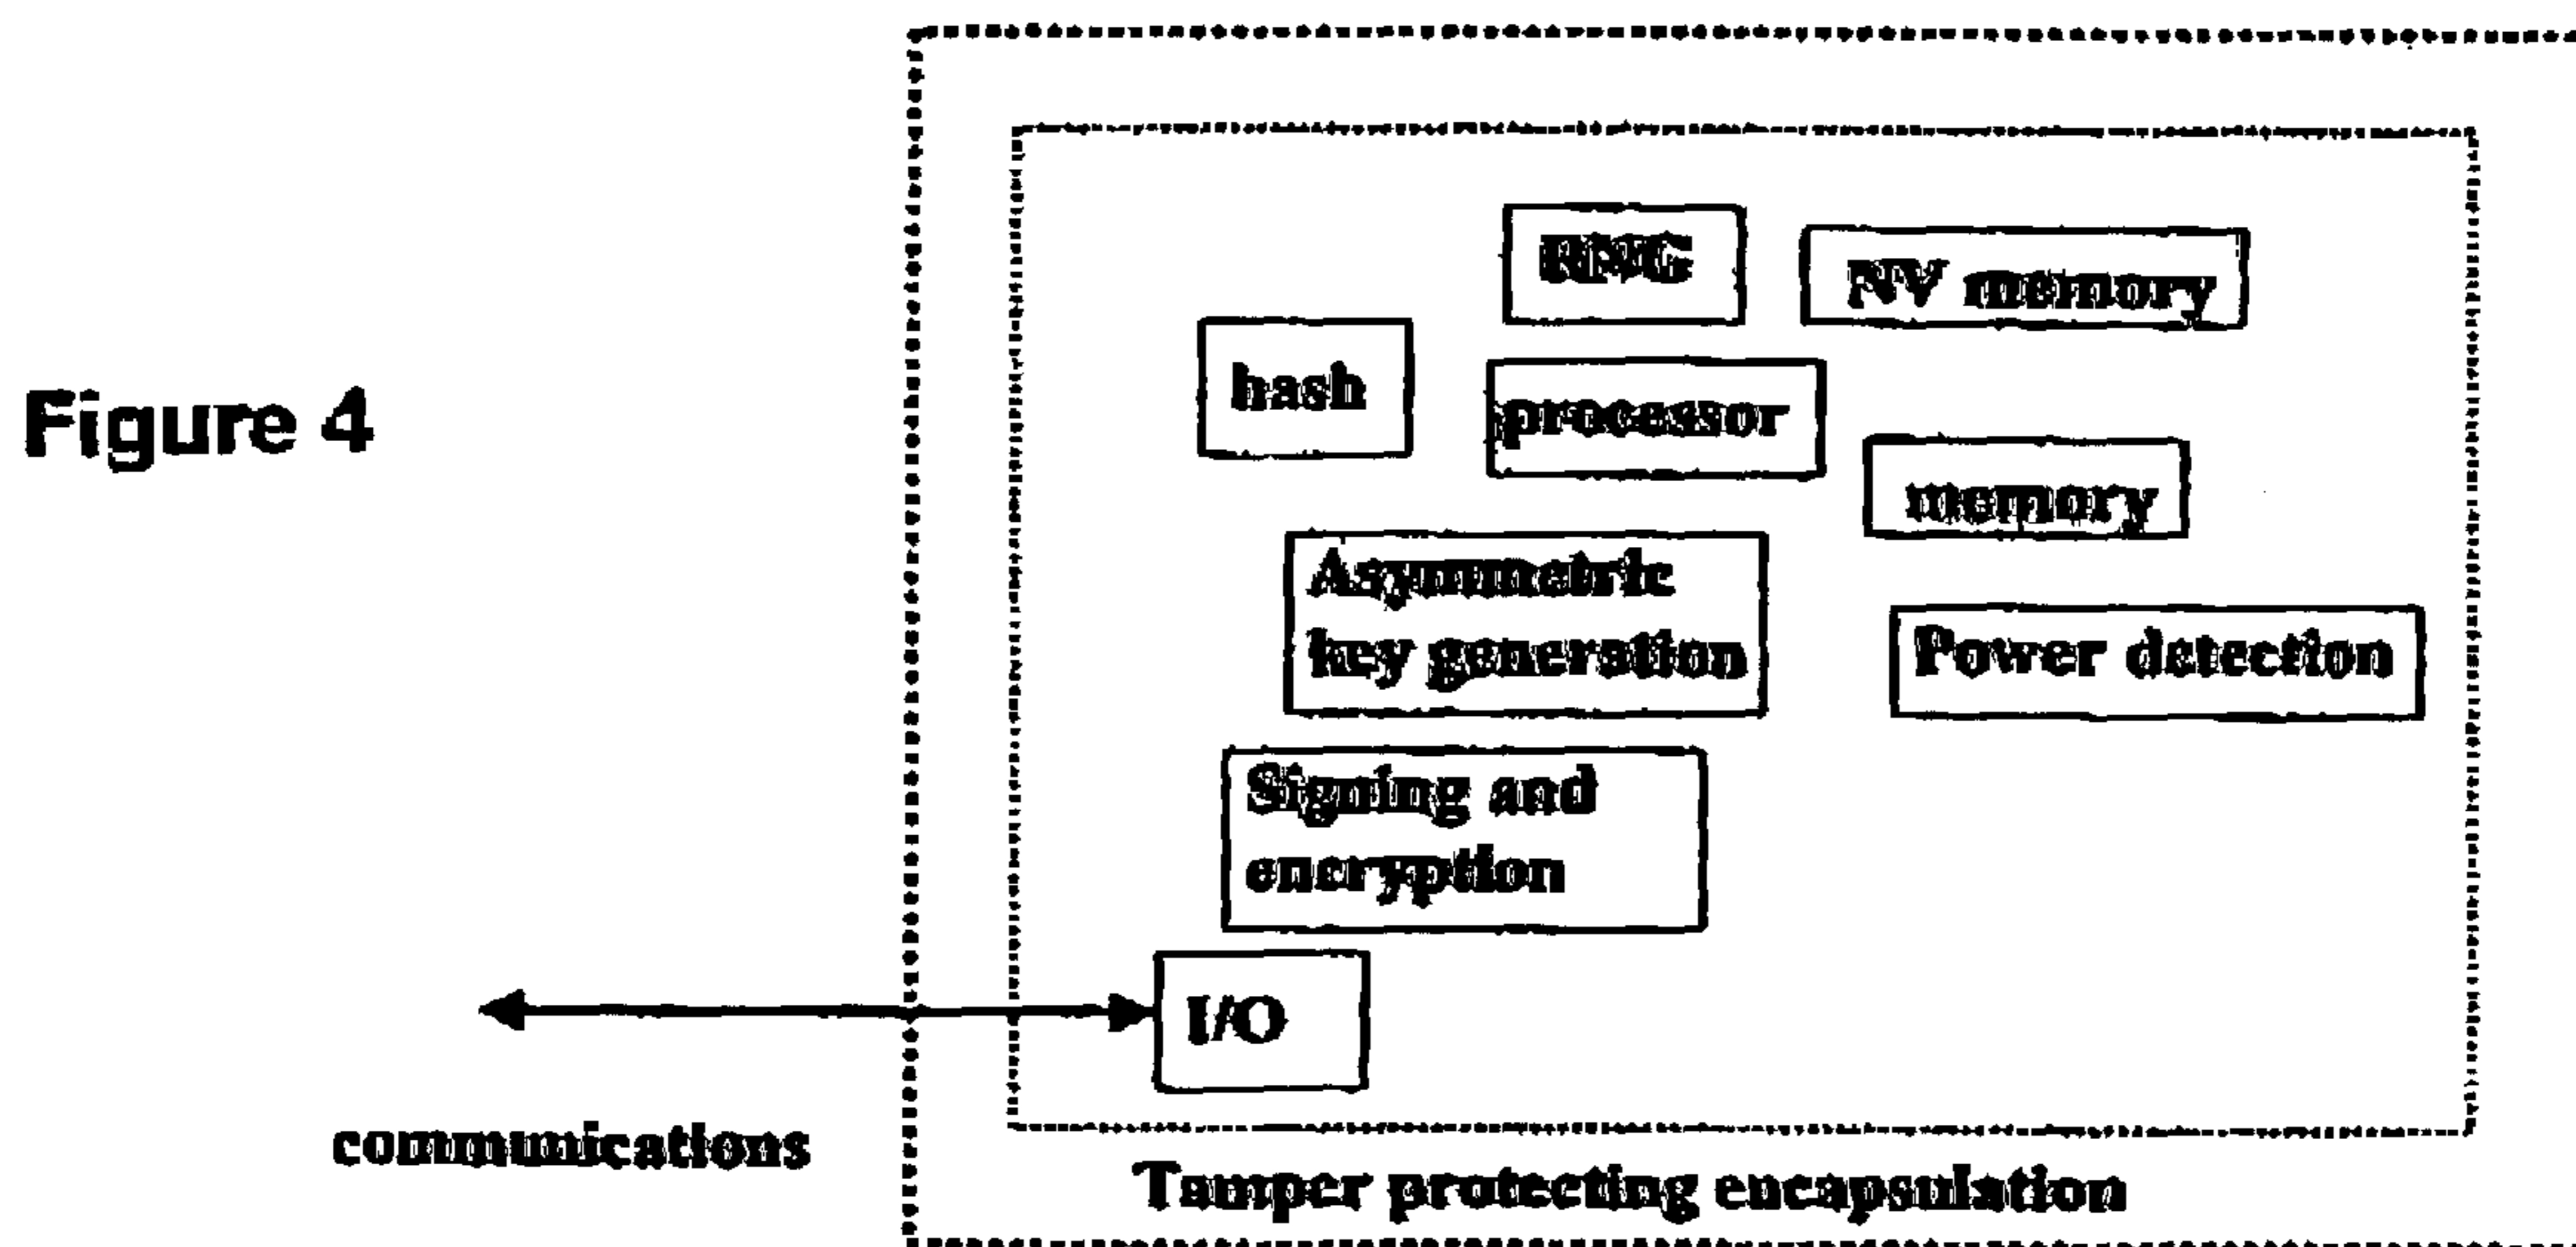 RNG
NV memory
hash
processor
Figure 4
memory
Asymmetric
key generation
Power detection
Signing and
encryption
I/O
communications
Tamper protecting encapsulation